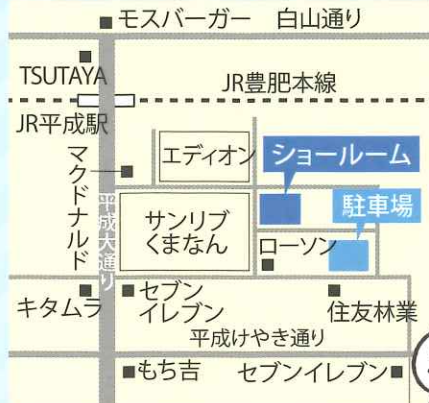 モスバーガー 白山通り
TSUTAYA
JR豊肥本線
JR平成駅
マクドナルド
エディオン
ショールーム
平成大通り
サンリブ
くまなん
駐車場
ローソン
キタムラ
セブン
イレブン
住友林業
平成けやき通り
もち吉
セブンイレブン